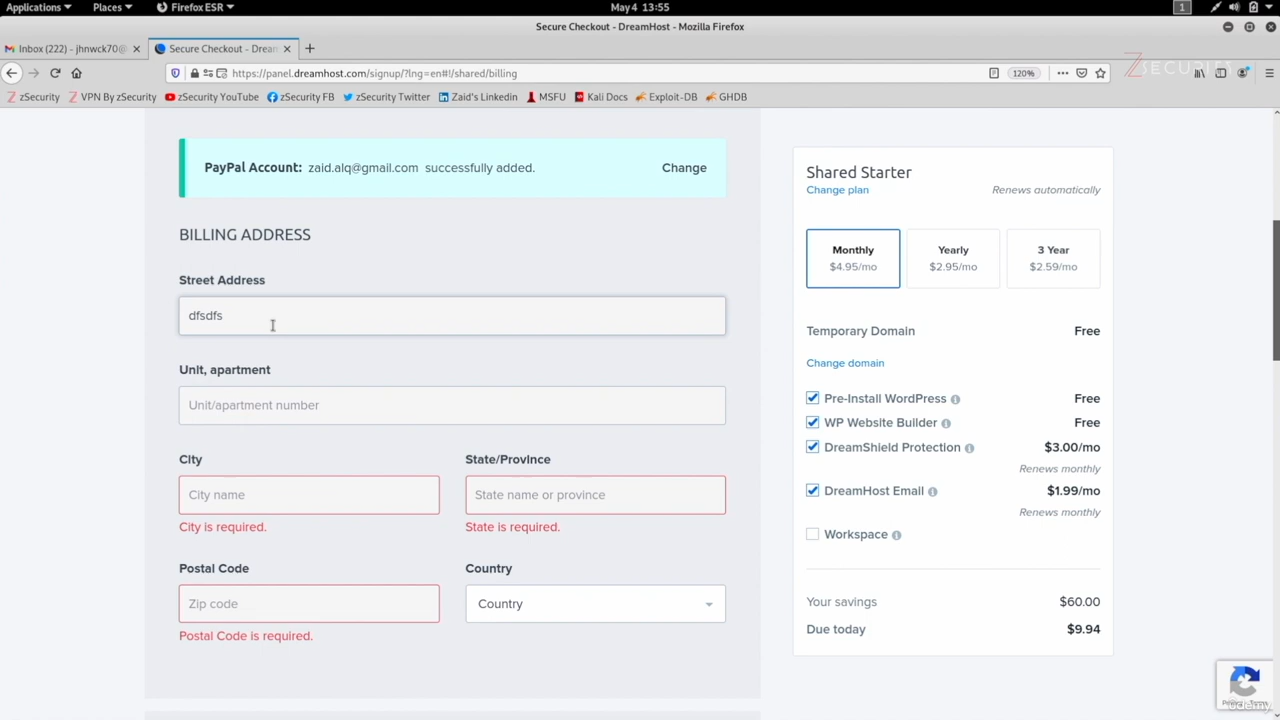 Applications Places Firefox ESR May 4 13:55 1
Secure Checkout - DreamHost - Mozilla Firefox
Inbox (222) - jhnwck70@ Secure Checkout - Dream
https://panel.dreamhost.com/signup/?lng=en#!/shared/billing 120%
ZSECURITY
zSecurity VPN By zSecurity zSecurity YouTube zSecurity FB zSecurity Twitter Zaid's Linkedin MSFU Kali Docs Exploit-DB GHDB
PayPal Account: zaid.alq@gmail.com successfully added. Change
BILLING ADDRESS
Street Address
dfsdfs
Unit, apartment
Unit/apartment number
City State/Province
City name State name or province
City is required. State is required.
Postal Code Country
Zip code Country
Postal Code is required.
Shared Starter
Change plan Renews automatically
Monthly Yearly 3 Year
$4.95/mo $2.95/mo $2.59/mo
Temporary Domain Free
Change domain
Pre-Install WordPress Free
WP Website Builder Free
DreamShield Protection $3.00/mo
Renews monthly
DreamHost Email $1.99/mo
Renews monthly
Workspace
Your savings $60.00
Due today $9.94
udemy